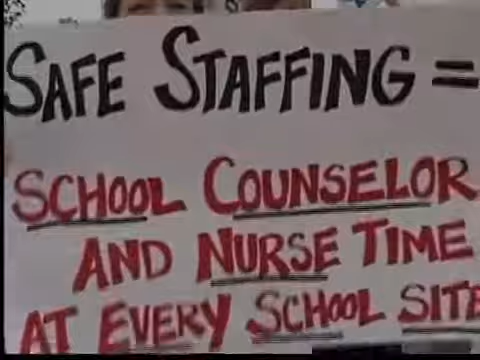 SAFE STAFFING =
SCHOOL COUNSELOR
AND NURSE TIME
AT EVERY SCHOOL SITE